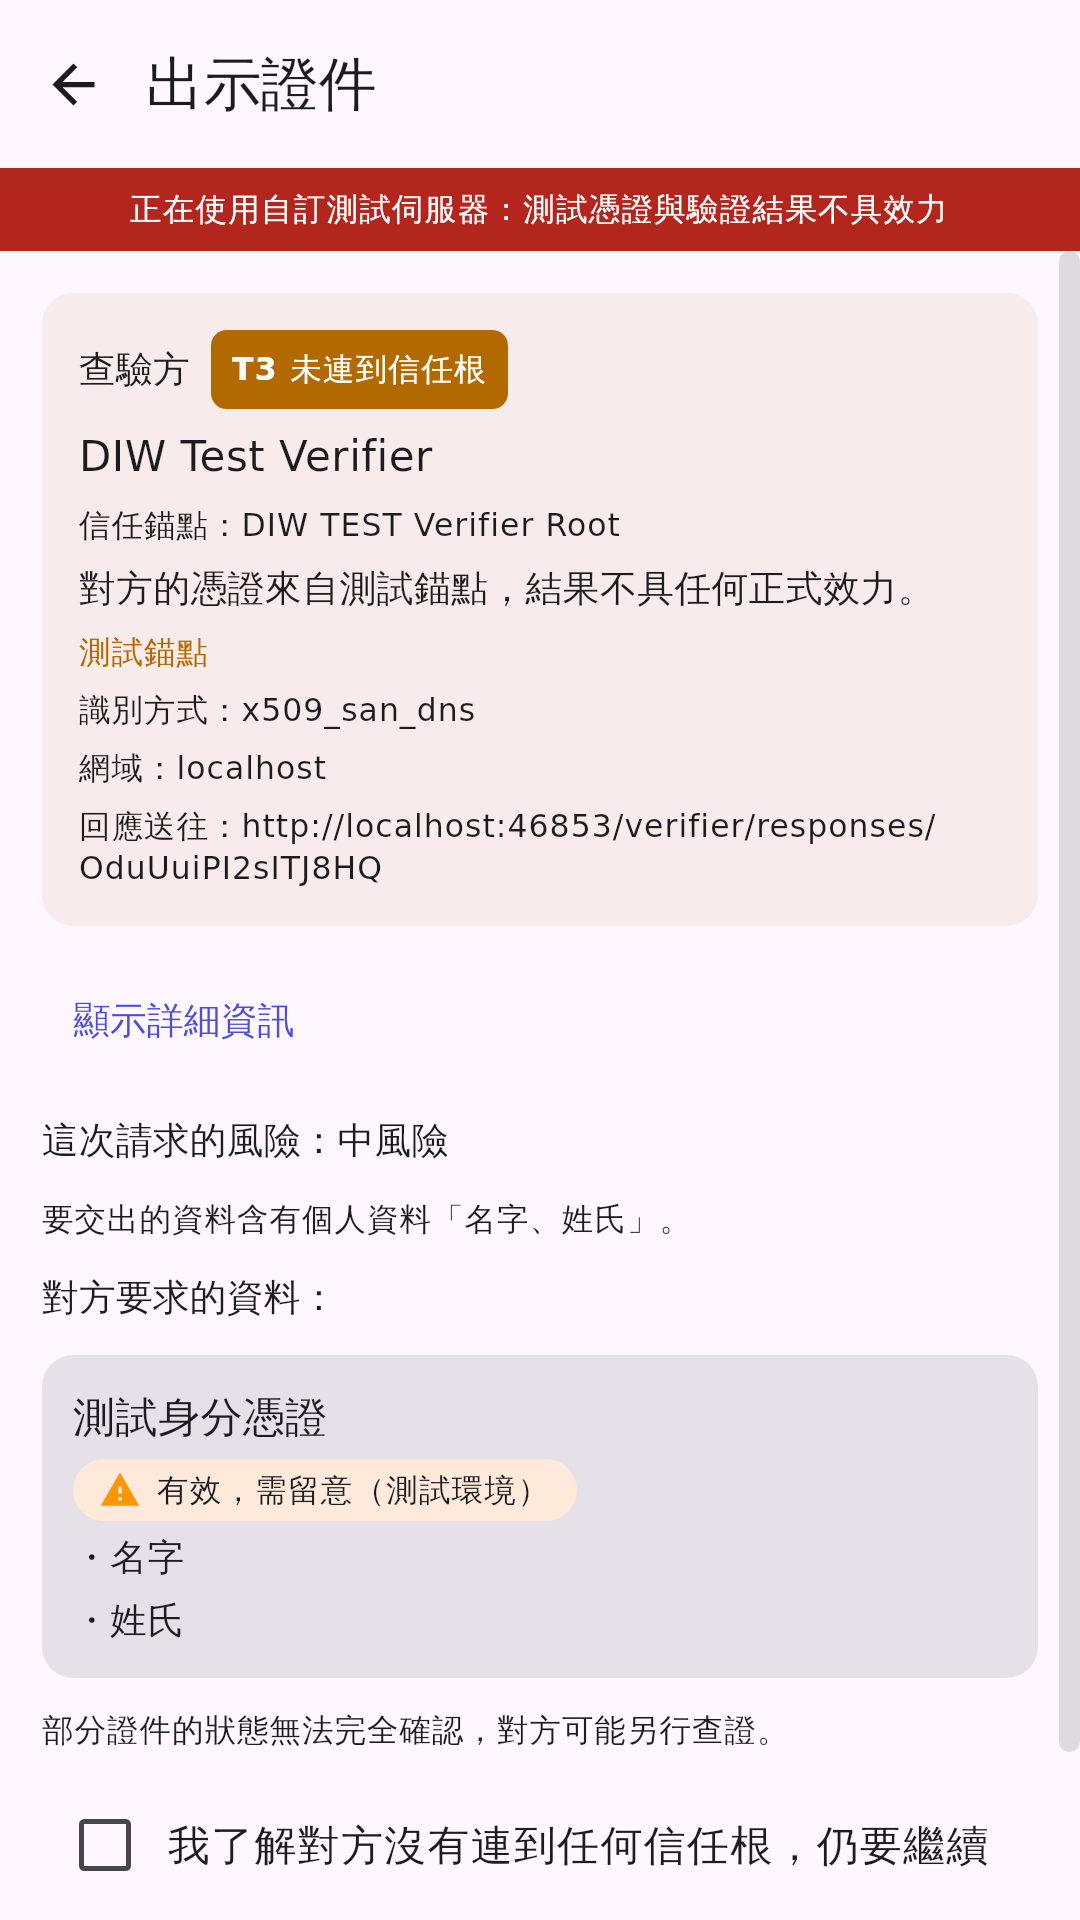 出示證件
正在使用自訂測試伺服器：測試憑證與驗證結果不具效力
查驗方 T3 未連到信任根
DIW Test Verifier
信任錨點：DIW TEST Verifier Root
對方的憑證來自測試錨點，結果不具任何正式效力。
測試錨點
識別方式：x509_san_dns
網域：localhost
回應送往：http://localhost:46853/verifier/responses/
OduUuiPI2sITJ8HQ
顯示詳細資訊
這次請求的風險：中風險
要交出的資料含有個人資料「名字、姓氏」。
對方要求的資料：
測試身分憑證
有效，需留意（測試環境）
・名字
・姓氏
部分證件的狀態無法完全確認，對方可能另行查證。
我了解對方沒有連到任何信任根，仍要繼續